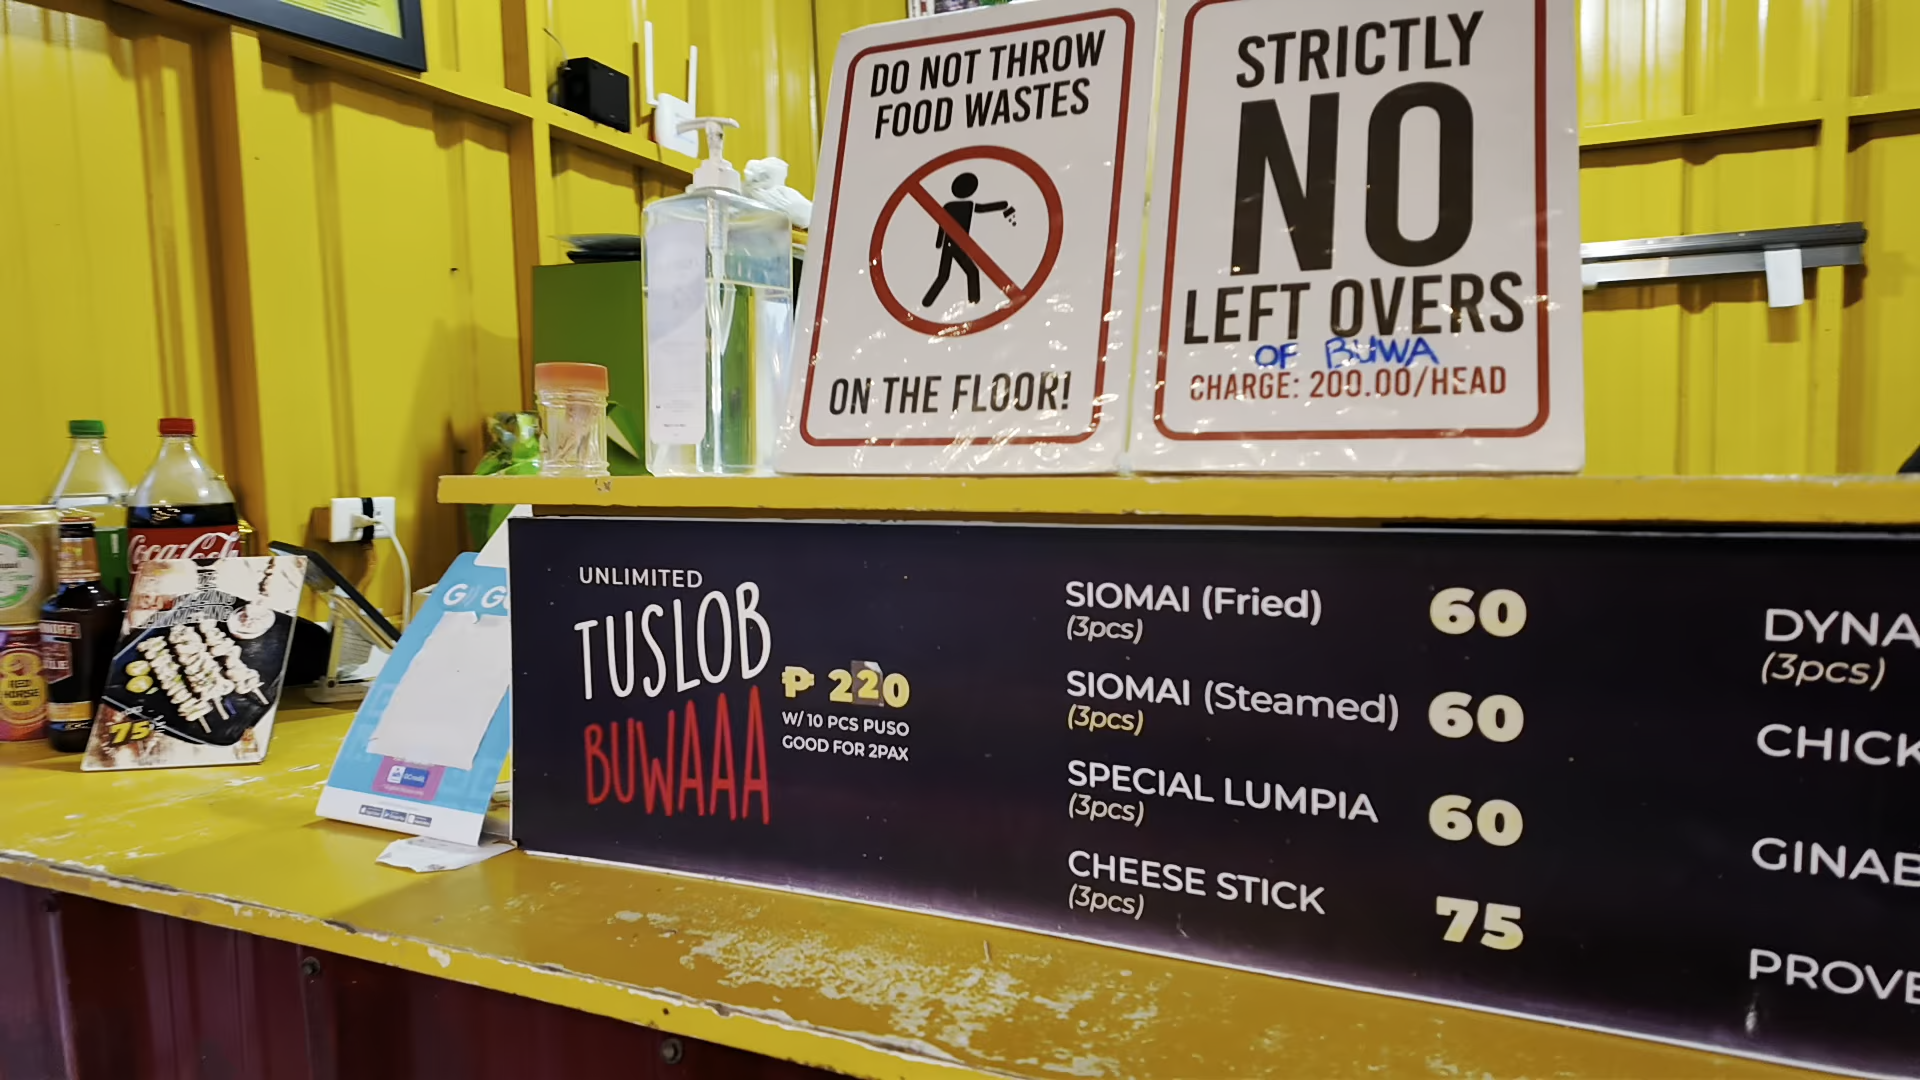 DO NOT THROW
FOOD WASTES
ON THE FLOOR!
STRICTLY
NO
LEFT OVERS
OF BUWA
CHARGE: 200.00/HEAD
Coca-Cola
RED
HORSE
75
UNLIMITED
TUSLOB
BUWAAA
₱ 220
W/ 10 PCS PUSO
GOOD FOR 2PAX
SIOMAI (Fried) 60
(3pcs)
SIOMAI (Steamed) 60
(3pcs)
SPECIAL LUMPIA 60
(3pcs)
CHEESE STICK 75
(3pcs)
DYNA
(3pcs)
CHICK
GINAB
PROVE